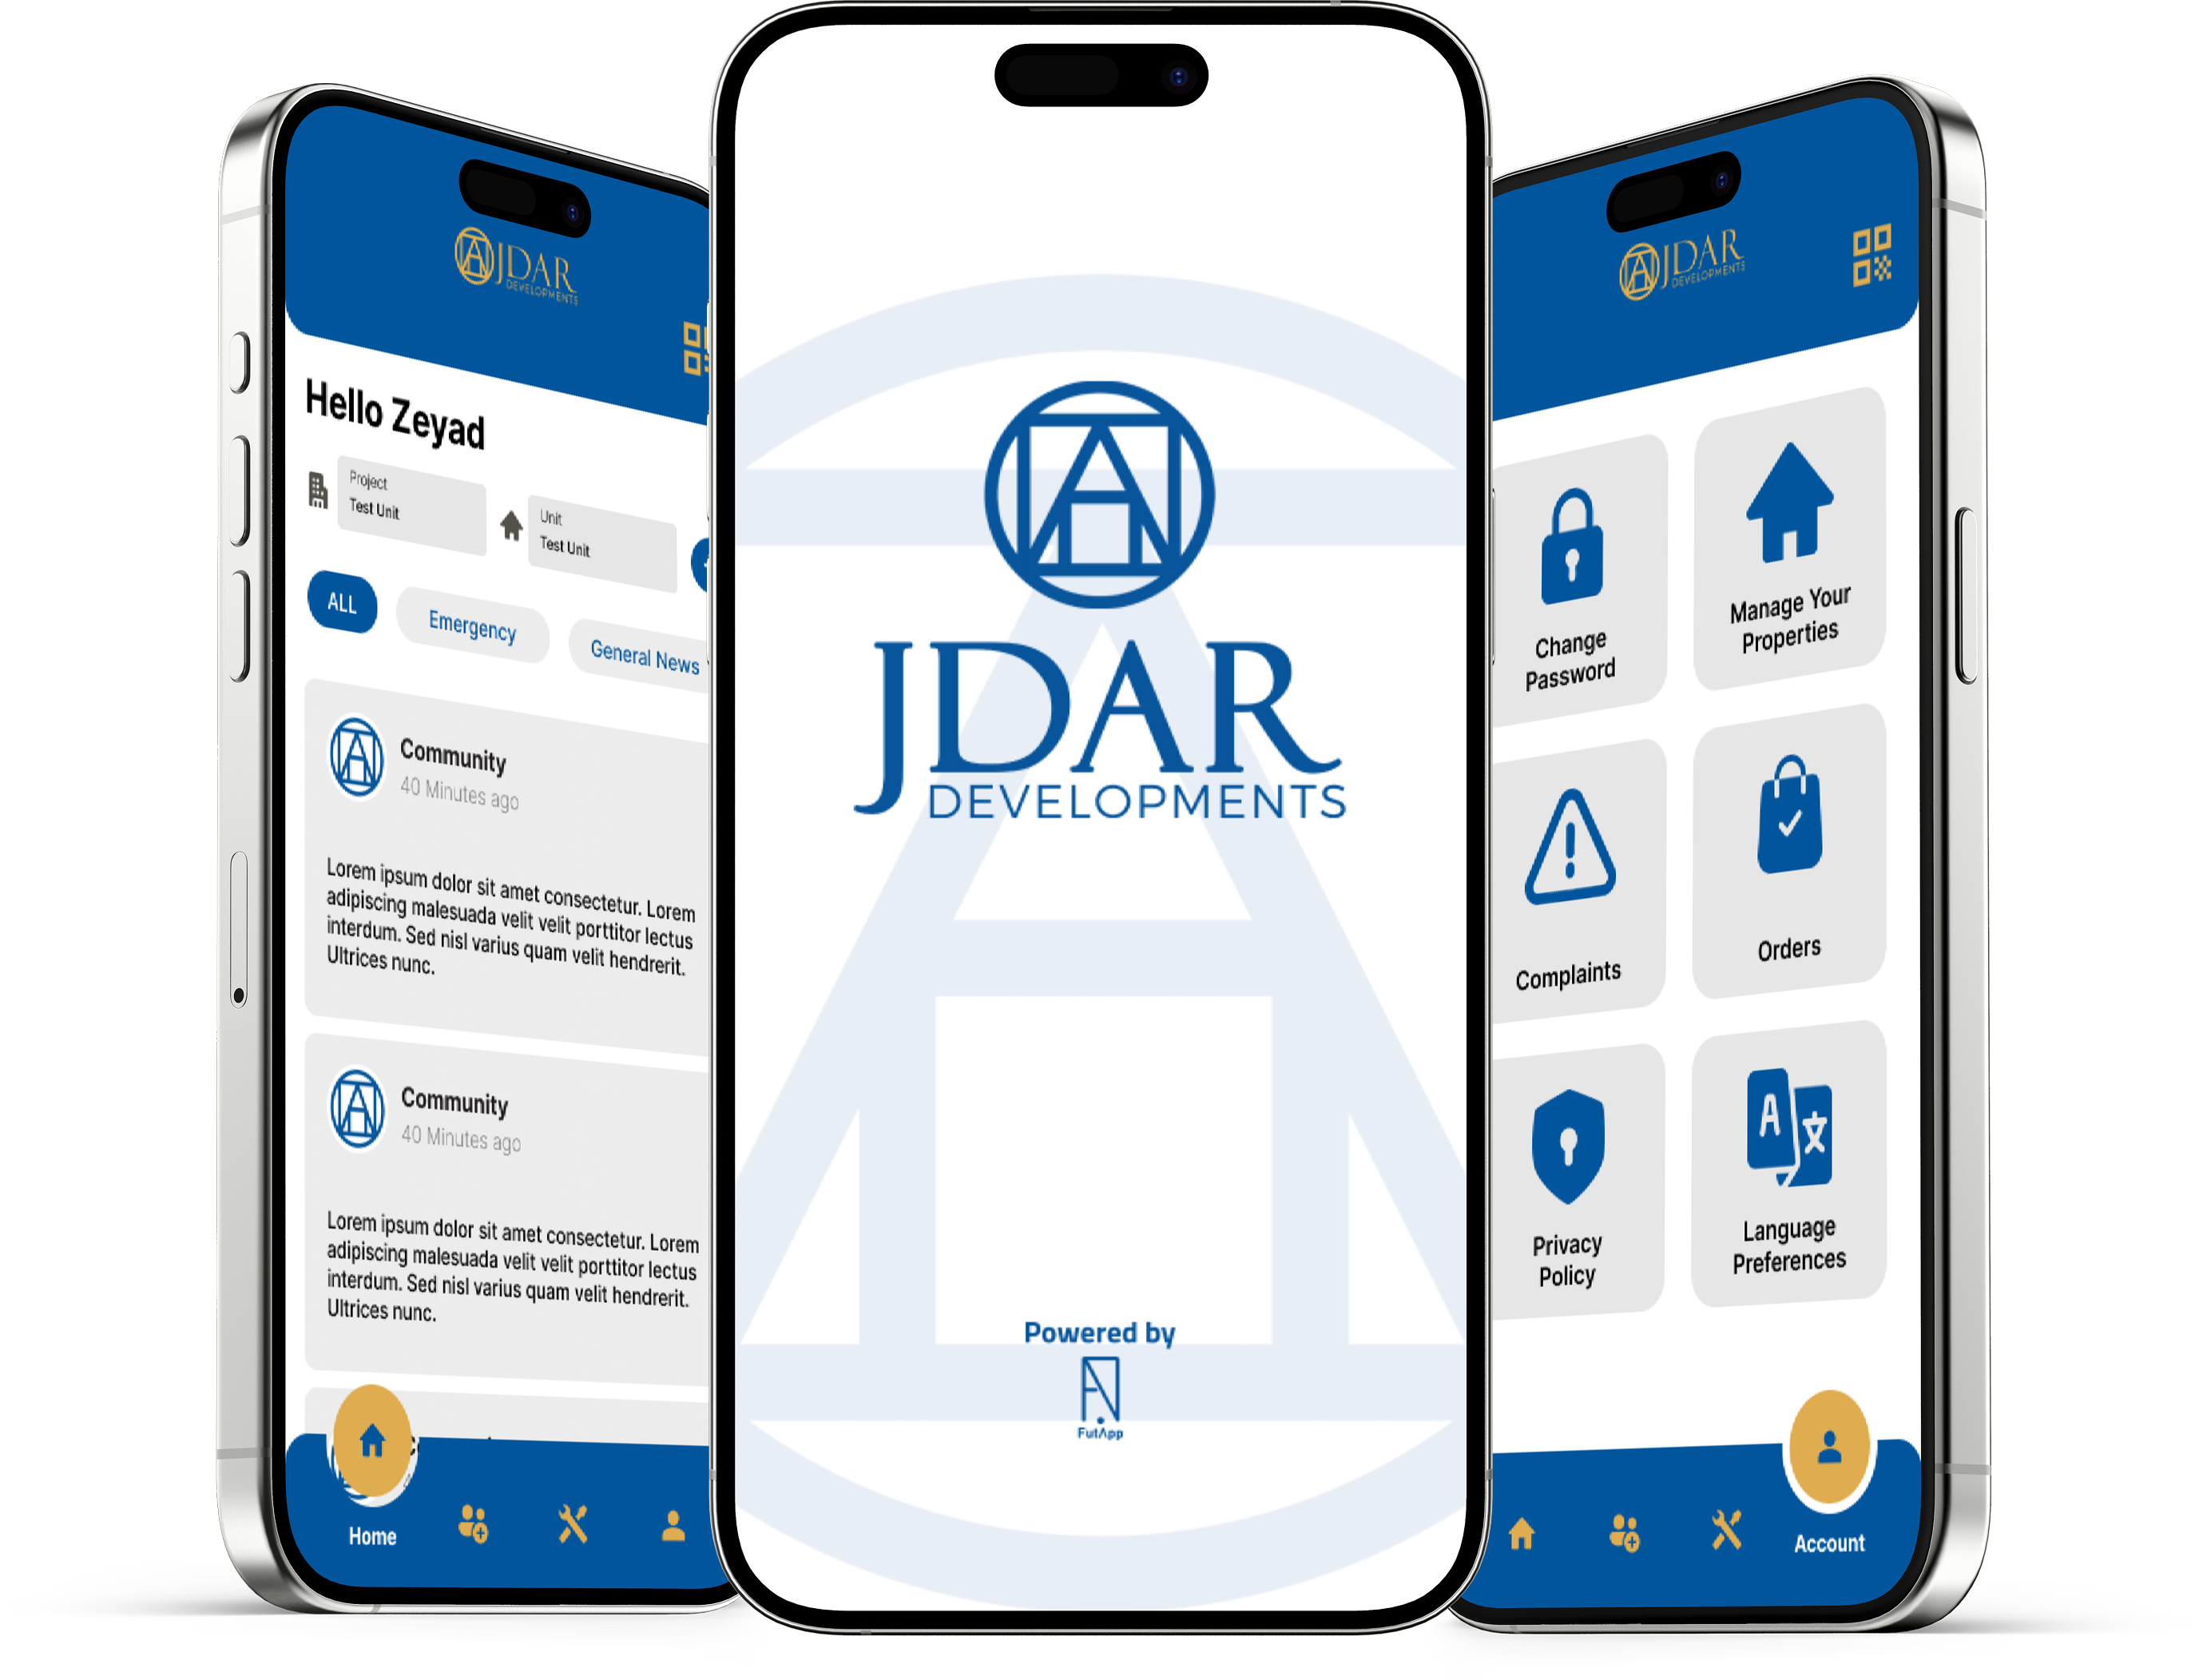 JDAR
DEVELOPMENTS
Hello Zeyad
Project
Test Unit
Unit
Test Unit
ALL
Emergency
General News
Community
40 Minutes ago
Lorem ipsum dolor sit amet consectetur. Lorem
adipiscing malesuada velit velit porttitor lectus
interdum. Sed nisl varius quam velit hendrerit.
Ultrices nunc.
Community
40 Minutes ago
Lorem ipsum dolor sit amet consectetur. Lorem
adipiscing malesuada velit velit porttitor lectus
interdum. Sed nisl varius quam velit hendrerit.
Ultrices nunc.
Home
JDAR
DEVELOPMENTS
Powered by
FutApp
JDAR
DEVELOPMENTS
Change
Password
Manage Your
Properties
Complaints
Orders
Privacy
Policy
Language
Preferences
Account